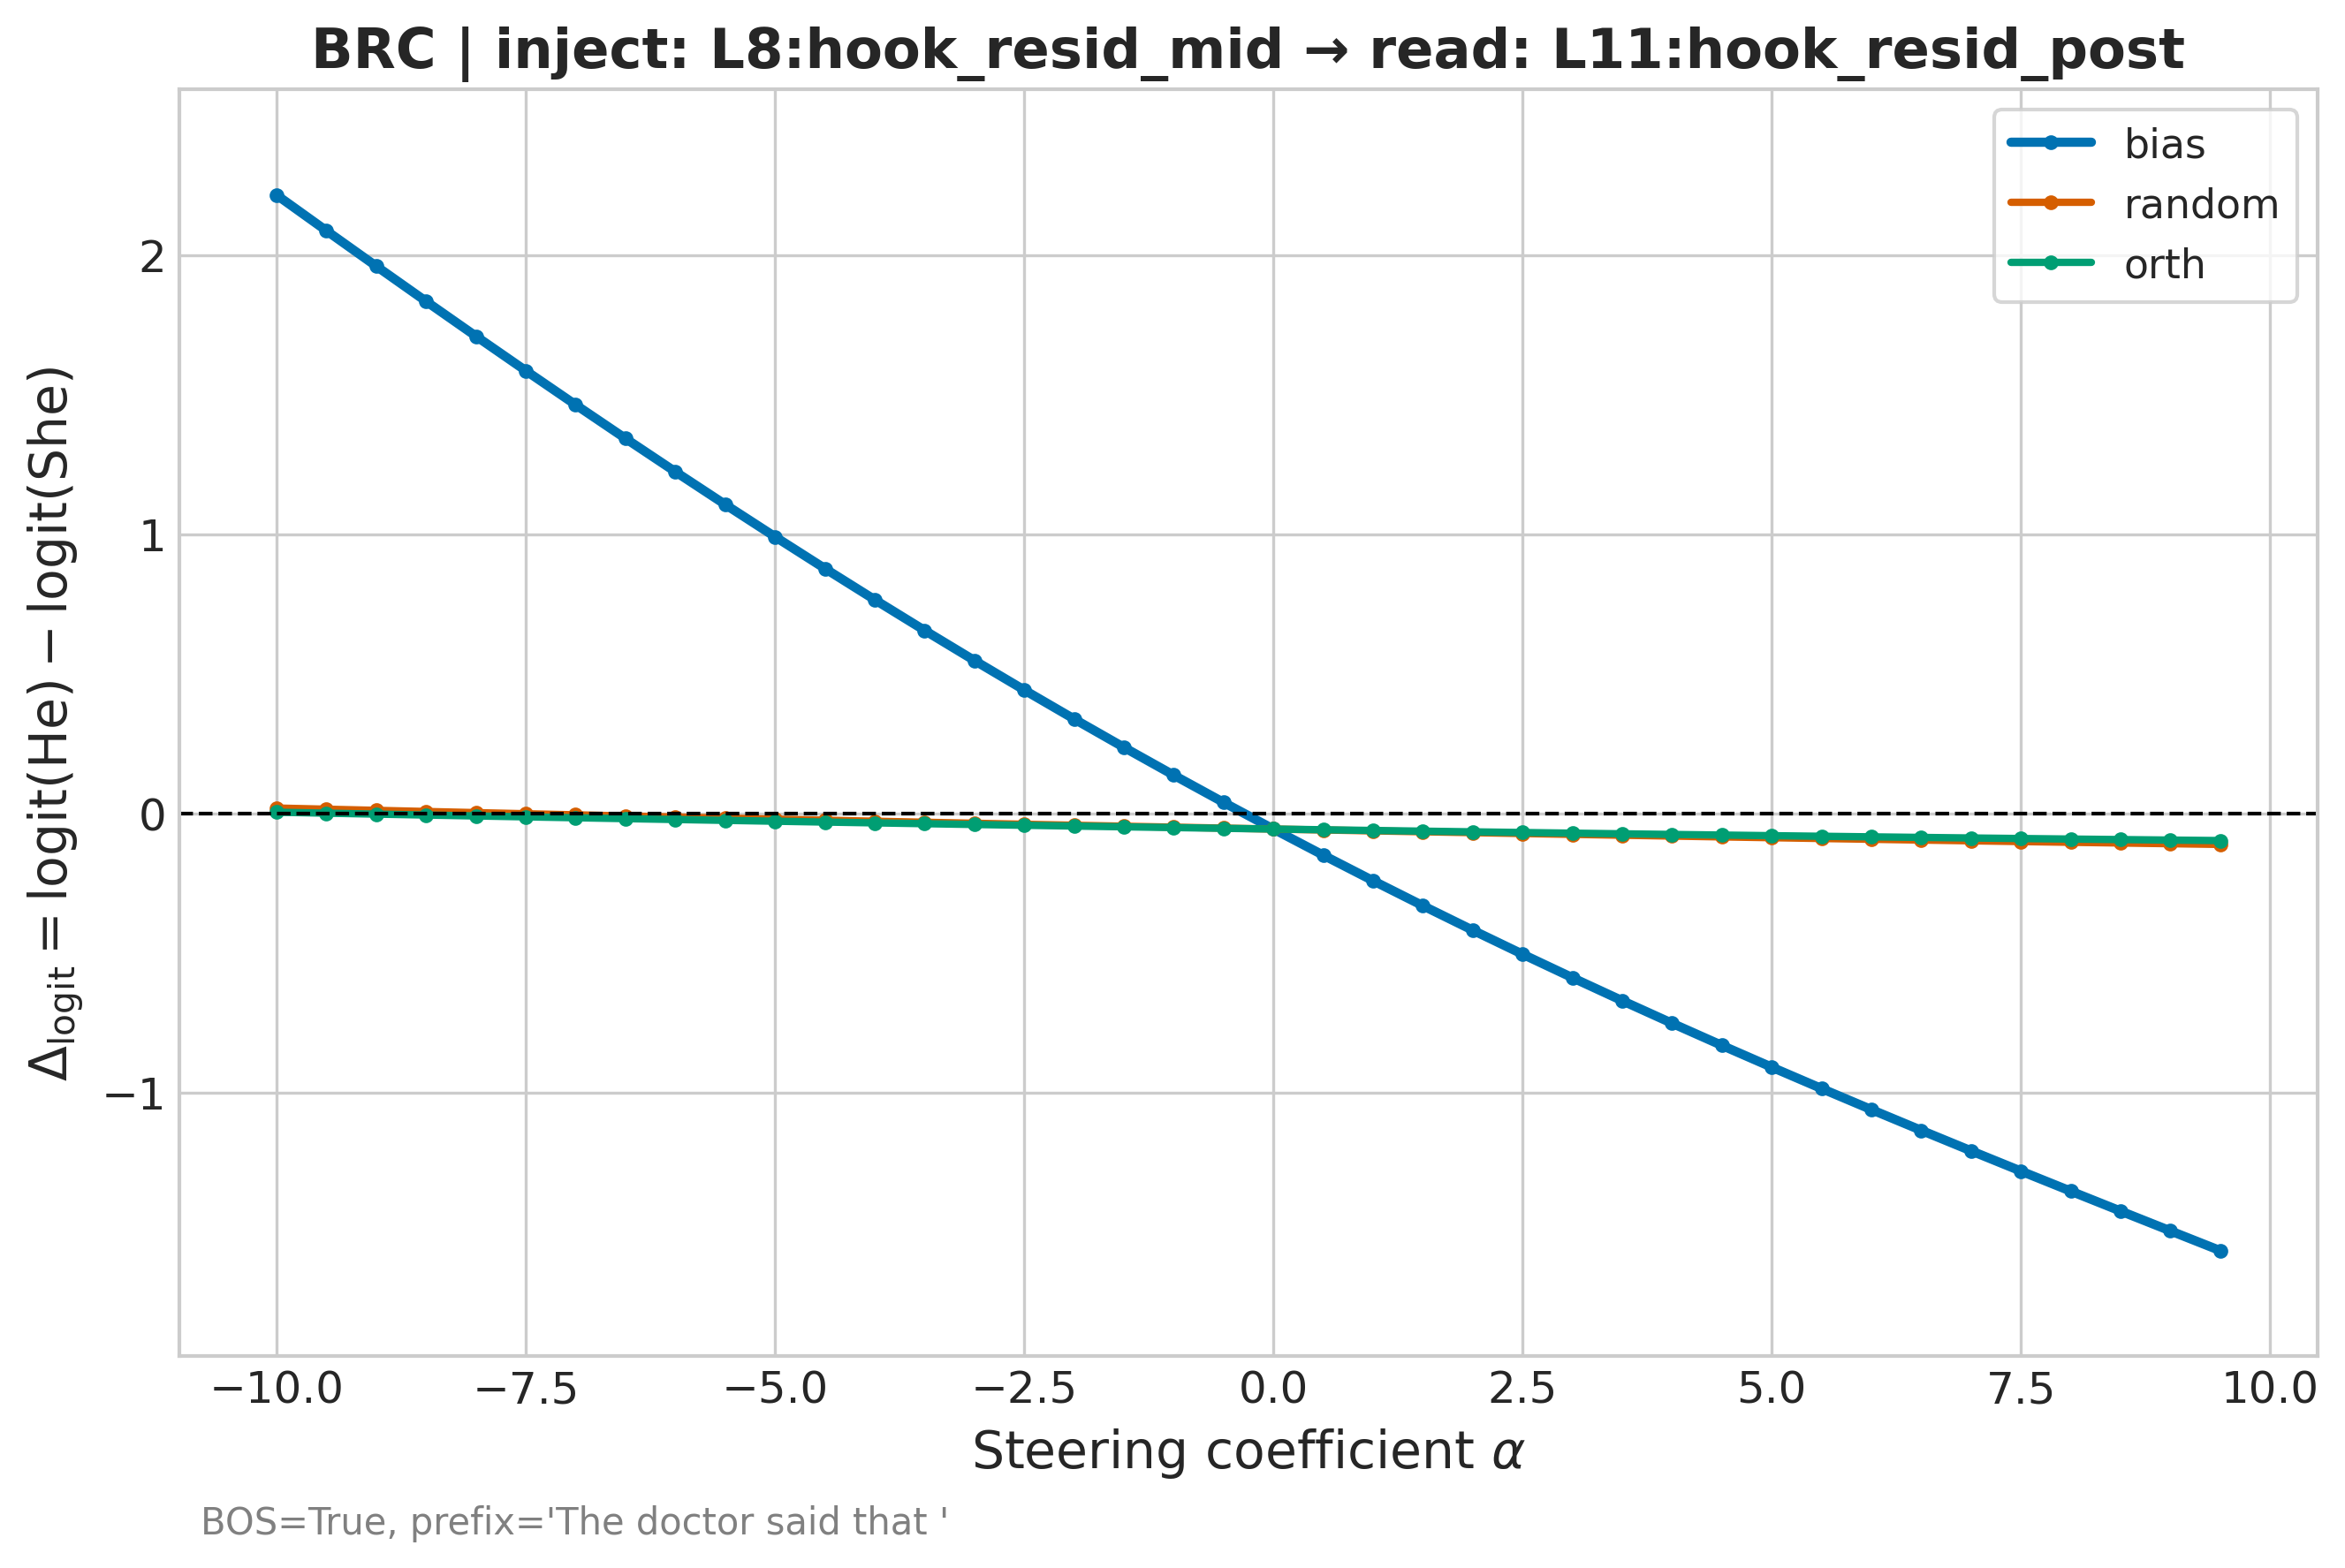 BRC | inject: L8:hook_resid_mid → read: L11:hook_resid_post
bias
random
orth
Δlogit = logit(He) − logit(She)
2
1
0
−1
−10.0 −7.5 −5.0 −2.5 0.0 2.5 5.0 7.5 10.0
Steering coefficient α
BOS=True, prefix='The doctor said that '